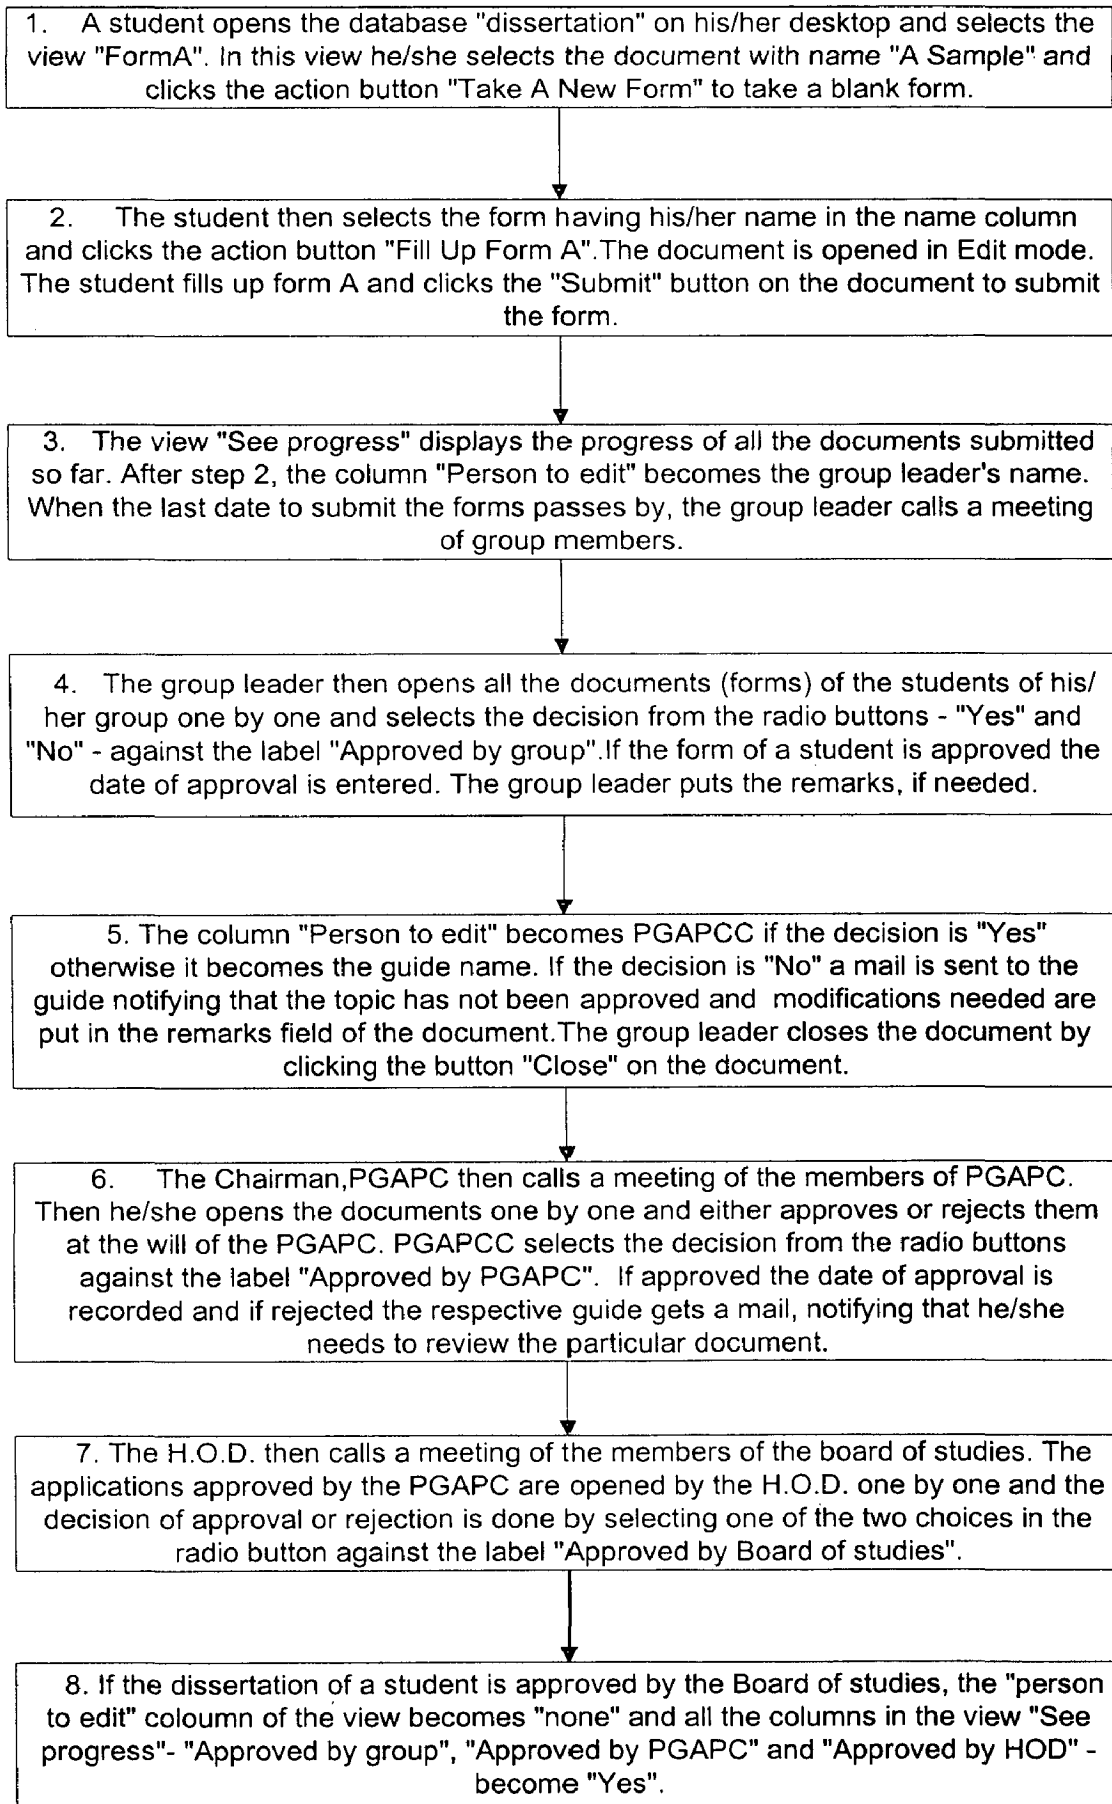 1. A student opens the database "dissertation" on his/her desktop and selects the
view "FormA". In this view he/she selects the document with name "A Sample" and
clicks the action button "Take A New Form" to take a blank form.
2. The student then selects the form having his/her name in the name column
and clicks the action button "Fill Up Form A".The document is opened in Edit mode.
The student fills up form A and clicks the "Submit" button on the document to submit
the form.
3. The view "See progress" displays the progress of all the documents submitted
so far. After step 2, the column "Person to edit" becomes the group leader's name.
When the last date to submit the forms passes by, the group leader calls a meeting
of group members.
4. The group leader then opens all the documents (forms) of the students of his/
her group one by one and selects the decision from the radio buttons - "Yes" and
"No" - against the label "Approved by group".If the form of a student is approved the
date of approval is entered. The group leader puts the remarks, if needed.
5. The column "Person to edit" becomes PGAPCC if the decision is "Yes"
otherwise it becomes the guide name. If the decision is "No" a mail is sent to the
guide notifying that the topic has not been approved and modifications needed are
put in the remarks field of the document.The group leader closes the document by
clicking the button "Close" on the document.
6. The Chairman,PGAPC then calls a meeting of the members of PGAPC.
Then he/she opens the documents one by one and either approves or rejects them
at the will of the PGAPC. PGAPCC selects the decision from the radio buttons
against the label "Approved by PGAPC". If approved the date of approval is
recorded and if rejected the respective guide gets a mail, notifying that he/she
needs to review the particular document.
7. The H.O.D. then calls a meeting of the members of the board of studies. The
applications approved by the PGAPC are opened by the H.O.D. one by one and the
decision of approval or rejection is done by selecting one of the two choices in the
radio button against the label "Approved by Board of studies".
8. If the dissertation of a student is approved by the Board of studies, the "person
to edit" coloumn of the view becomes "none" and all the columns in the view "See
progress"- "Approved by group", "Approved by PGAPC" and "Approved by HOD" -
become "Yes".